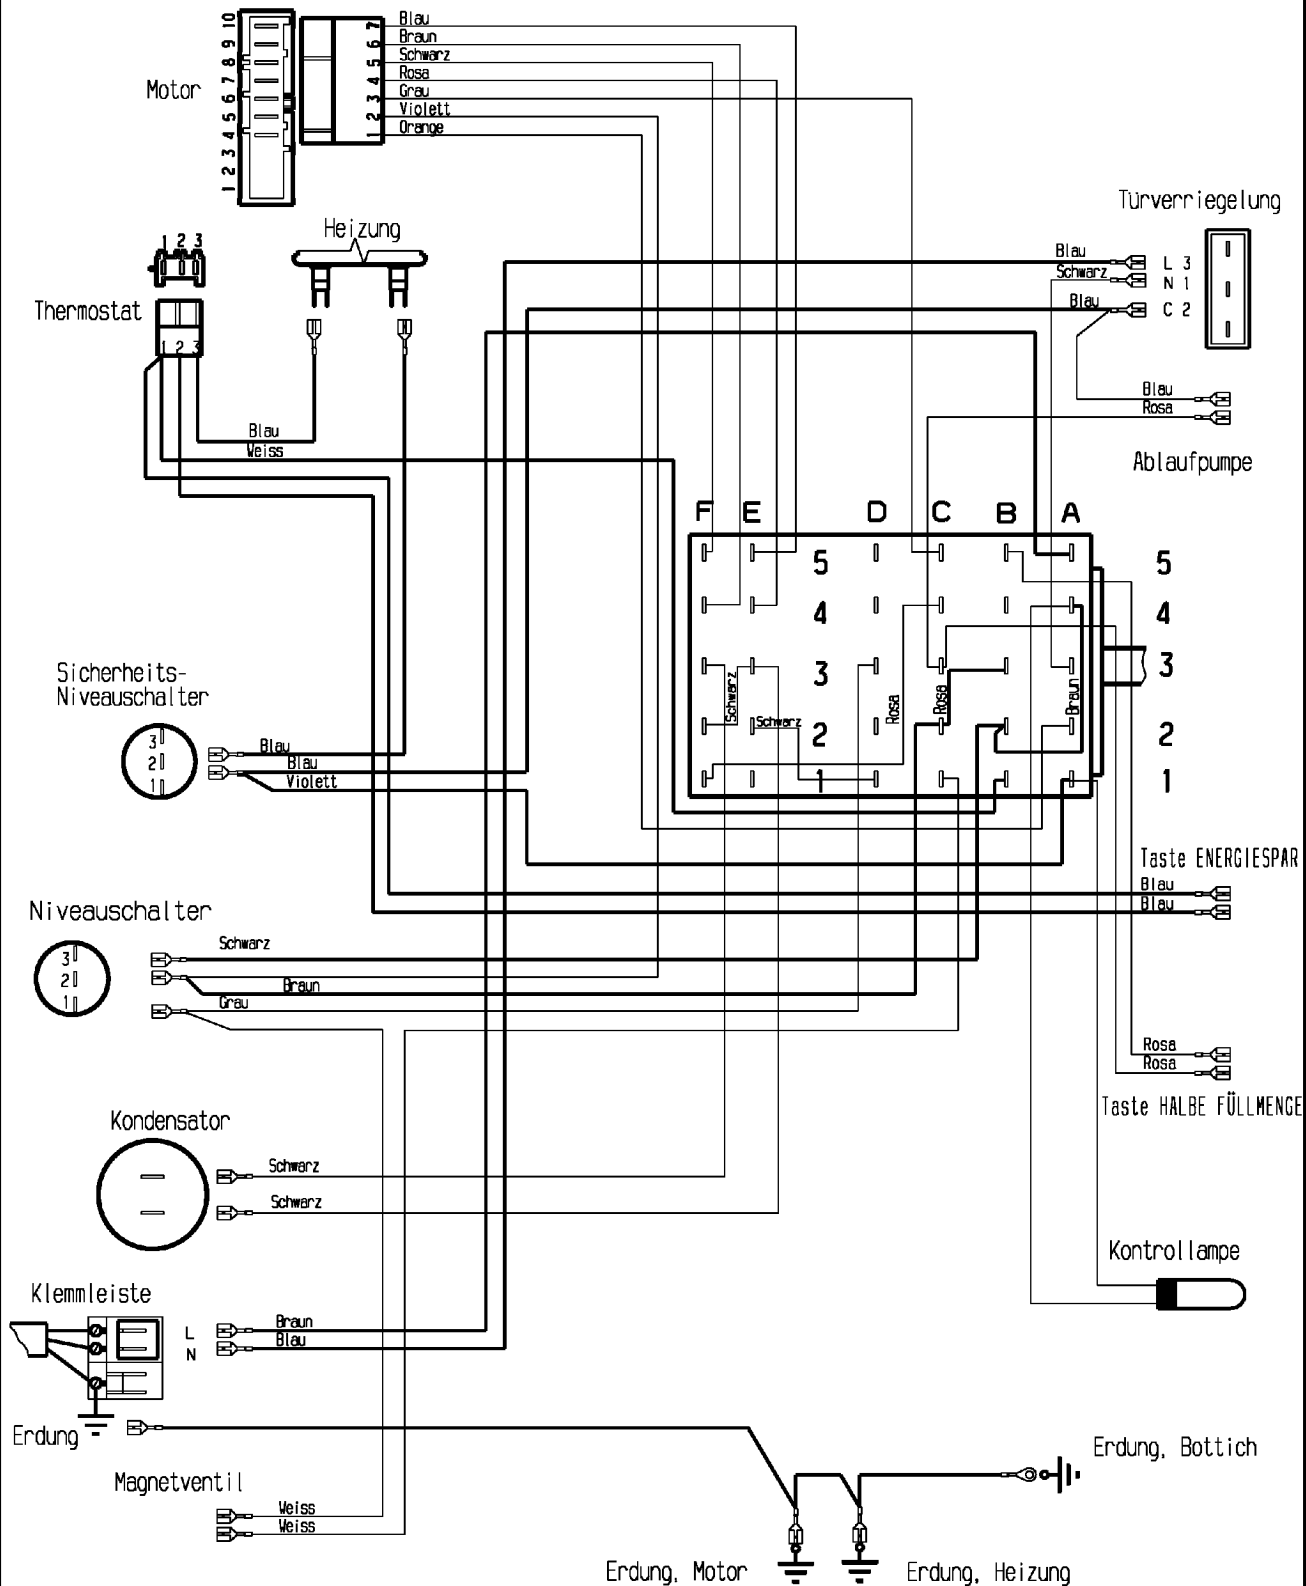 Motor
10
9
8
7
6
5
4
3
2
1
7
6
5
4
3
2
1
Blau
Braun
Schwarz
Rosa
Grau
Violett
Orange
Türverriegelung
Blau
L 3
Schwarz
N 1
Blau
C 2
Heizung
1 2 3
Thermostat
1 2 3
Blau
Weiss
Blau
Rosa
Ablaufpumpe
F E D C B A
5 5
4 4
3 3
2 2
1 1
Schwarz
Schwarz
Rosa
Rosa
Braun
Sicherheits-
Niveauschalter
3
2
1
Blau
Blau
Violett
Taste ENERGIESPAR
Blau
Blau
Niveauschalter
3
2
1
Schwarz
Braun
Grau
Rosa
Rosa
Taste HALBE FÜLLMENGE
Kondensator
Schwarz
Schwarz
Kontrollampe
Klemmleiste
L
N
Braun
Blau
Erdung
Erdung, Bottich
Magnetventil
Weiss
Weiss
Erdung, Motor
Erdung, Heizung